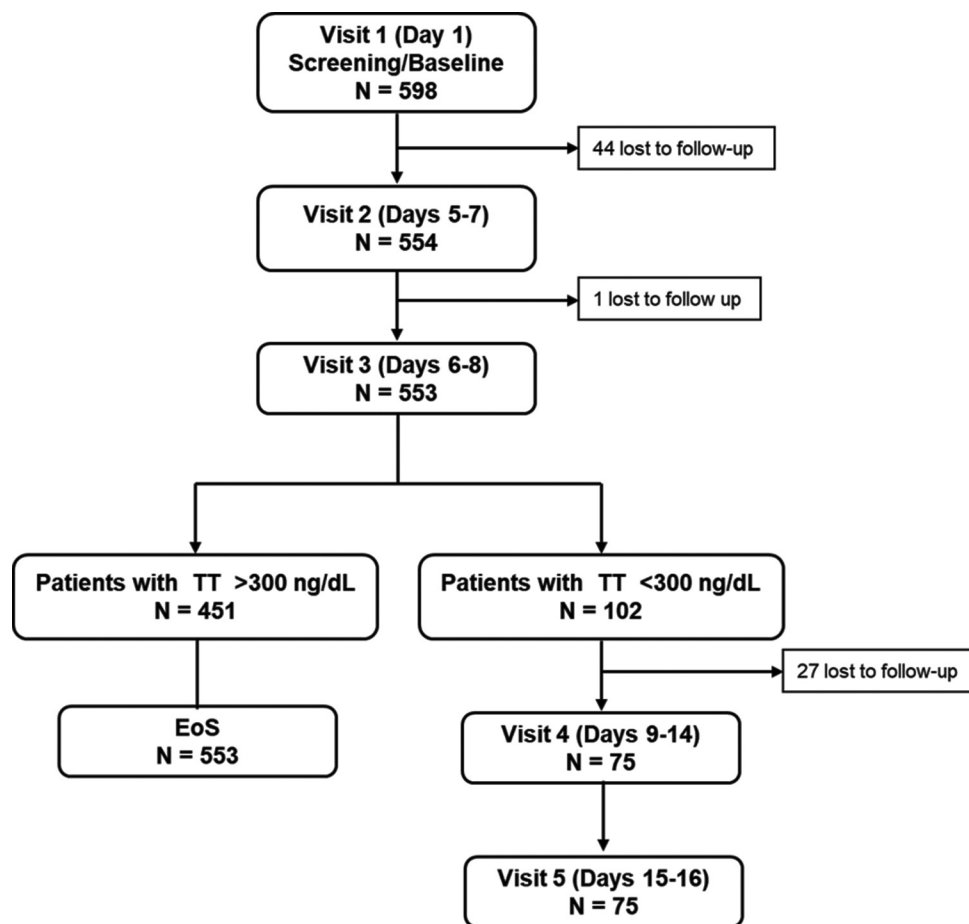 Visit 1 (Day 1)
Screening/Baseline
N = 598
44 lost to follow-up
Visit 2 (Days 5-7)
N = 554
1 lost to follow up
Visit 3 (Days 6-8)
N = 553
Patients with TT >300 ng/dL
N = 451
Patients with TT <300 ng/dL
N = 102
27 lost to follow-up
EoS
N = 553
Visit 4 (Days 9-14)
N = 75
Visit 5 (Days 15-16)
N = 75